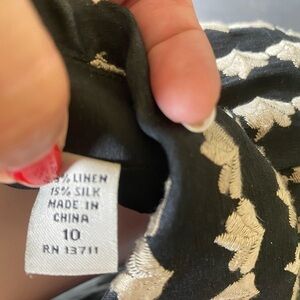 % LINEN
15% SILK
MADE IN
CHINA
10
RN 13711